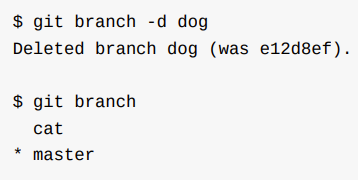 $ git branch -d dog
Deleted branch dog (was e12d8ef).
$ git branch
  cat
* master